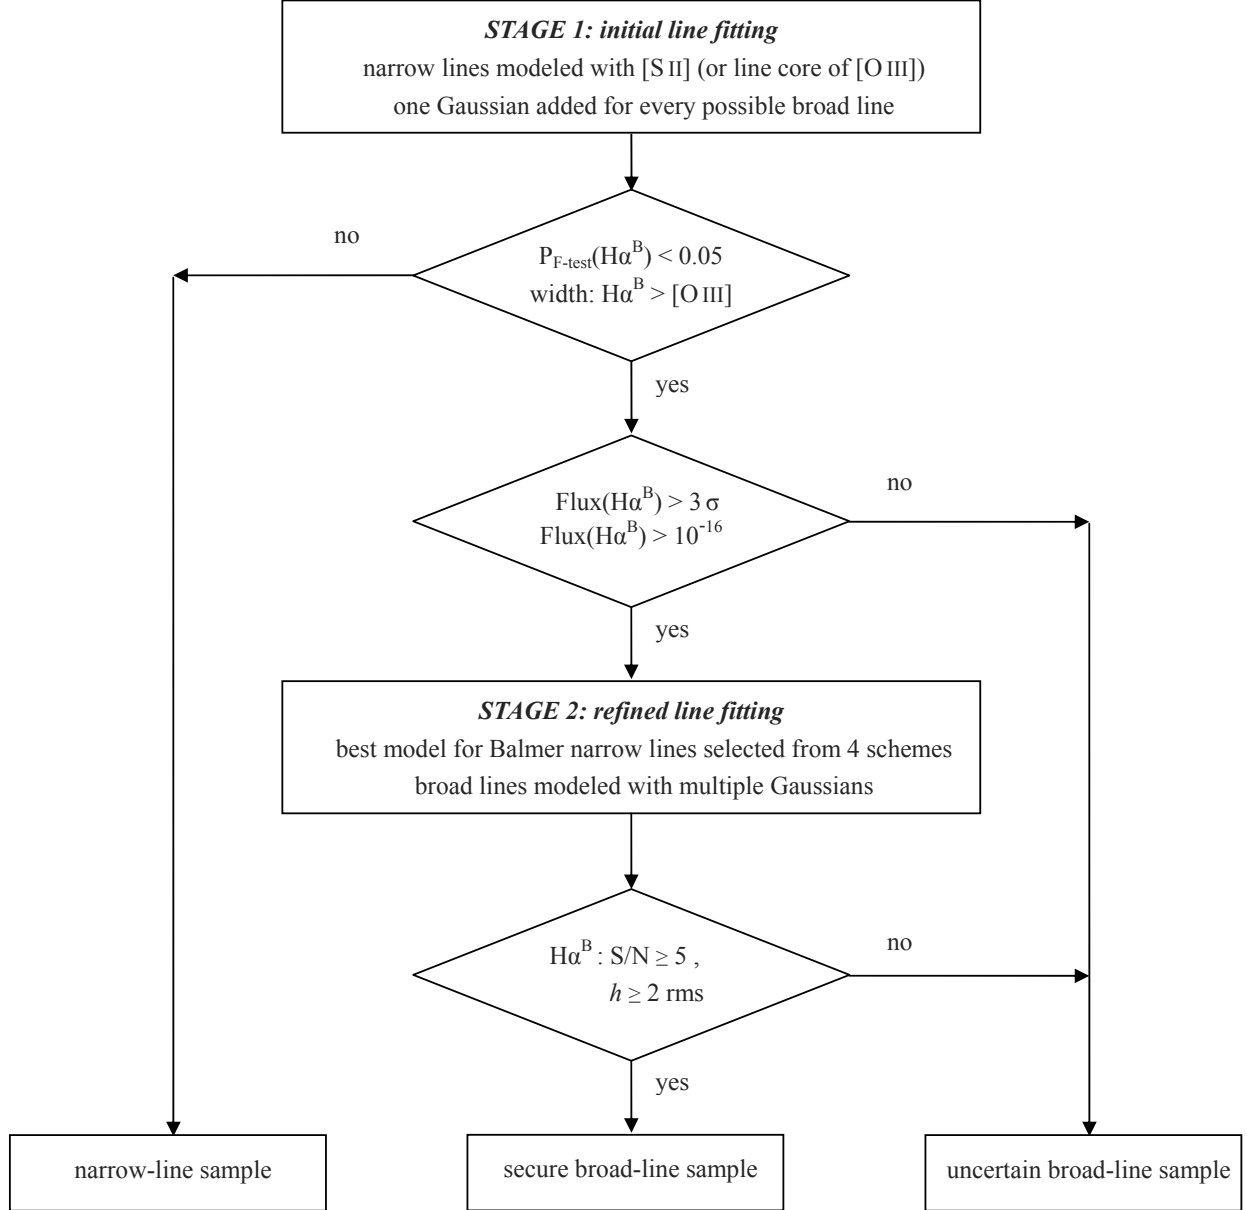 STAGE 1: initial line fitting
narrow lines modeled with [S II] (or line core of [O III])
one Gaussian added for every possible broad line
no
P_F-test(Hα^B) < 0.05
width: Hα^B > [O III]
yes
no
Flux(Hα^B) > 3 σ
Flux(Hα^B) > 10^-16
yes
STAGE 2: refined line fitting
best model for Balmer narrow lines selected from 4 schemes
broad lines modeled with multiple Gaussians
no
Hα^B : S/N ≥ 5 ,
h ≥ 2 rms
yes
narrow-line sample
secure broad-line sample
uncertain broad-line sample